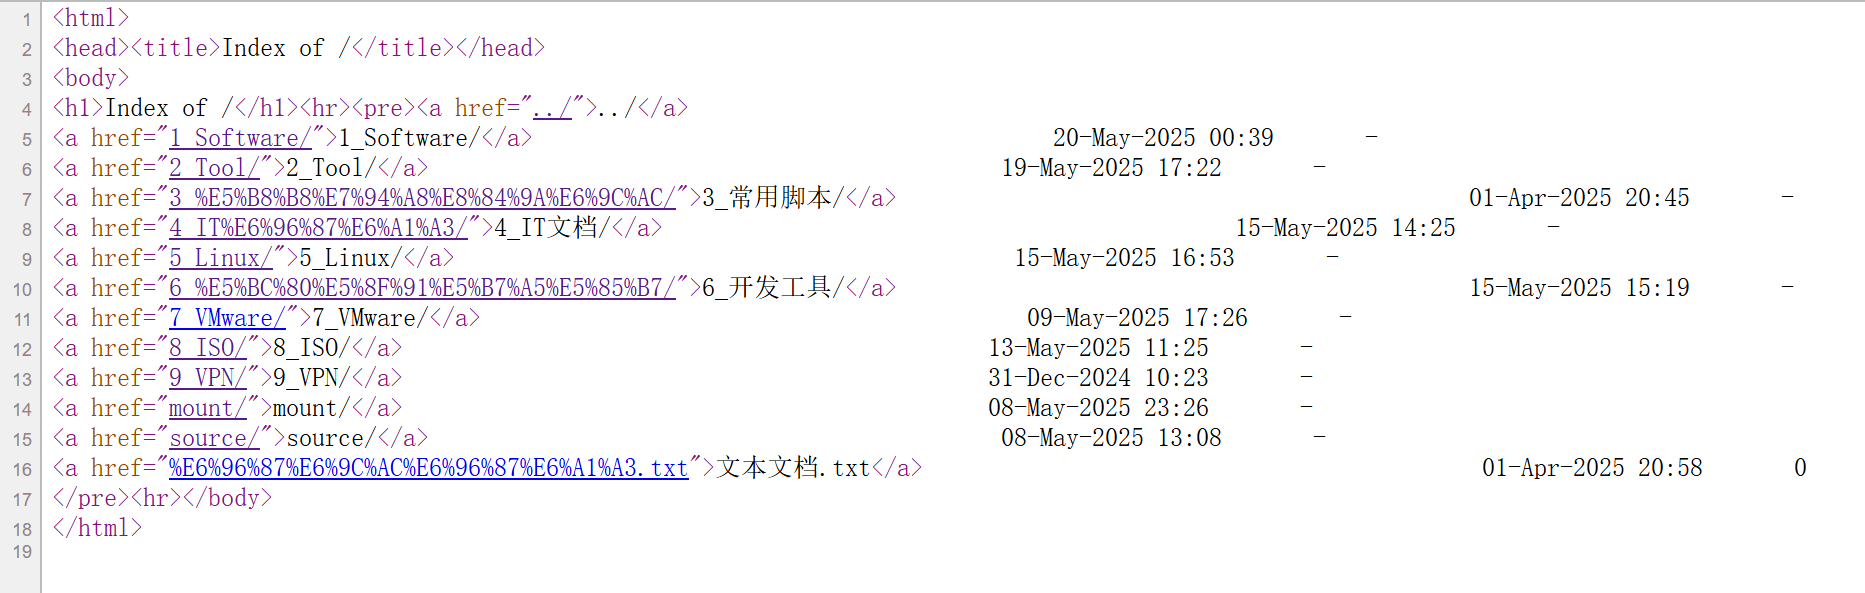 1 <html>
2 <head><title>Index of /</title></head>
3 <body>
4 <h1>Index of /</h1><hr><pre><a href="../">../</a>
5 <a href="1_Software/">1_Software/</a> 20-May-2025 00:39 -
6 <a href="2_Tool/">2_Tool/</a> 19-May-2025 17:22 -
7 <a href="3_%E5%B8%B8%E7%94%A8%E8%84%9A%E6%9C%AC/">3_常用脚本/</a> 01-Apr-2025 20:45 -
8 <a href="4_IT%E6%96%87%E6%A1%A3/">4_IT文档/</a> 15-May-2025 14:25 -
9 <a href="5_Linux/">5_Linux/</a> 15-May-2025 16:53 -
10 <a href="6_%E5%BC%80%E5%8F%91%E5%B7%A5%E5%85%B7/">6_开发工具/</a> 15-May-2025 15:19 -
11 <a href="7_VMware/">7_VMware/</a> 09-May-2025 17:26 -
12 <a href="8_ISO/">8_ISO/</a> 13-May-2025 11:25 -
13 <a href="9_VPN/">9_VPN/</a> 31-Dec-2024 10:23 -
14 <a href="mount/">mount/</a> 08-May-2025 23:26 -
15 <a href="source/">source/</a> 08-May-2025 13:08 -
16 <a href="%E6%96%87%E6%9C%AC%E6%96%87%E6%A1%A3.txt">文本文档.txt</a> 01-Apr-2025 20:58 0
17 </pre><hr></body>
18 </html>
19